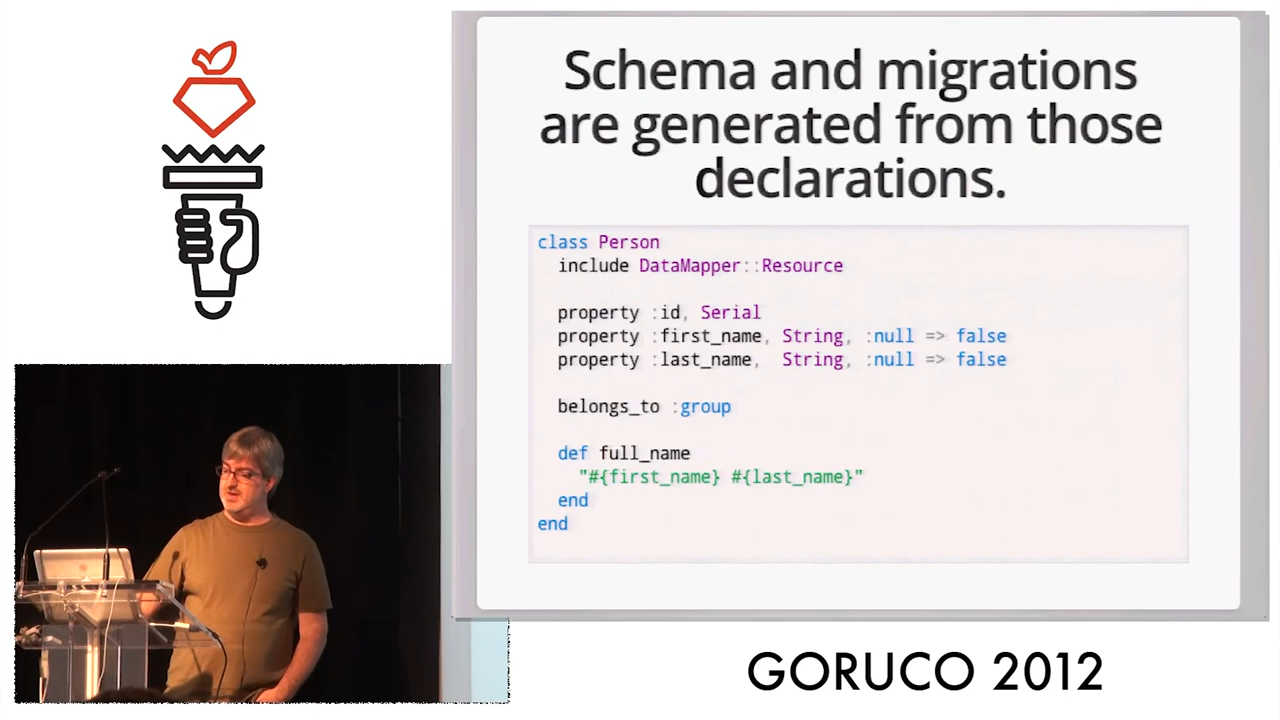 Schema and migrations
are generated from those
declarations.
class Person
  include DataMapper::Resource
  property :id, Serial
  property :first_name, String, :null => false
  property :last_name,  String, :null => false
  belongs_to :group
  def full_name
    "#{first_name} #{last_name}"
  end
end
GORUCO 2012